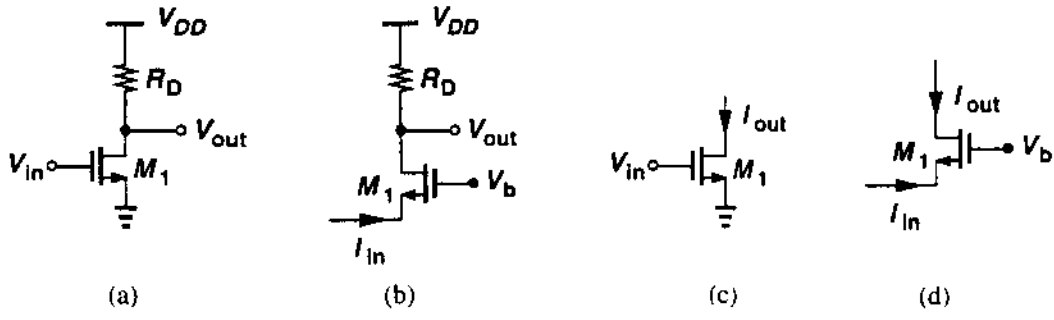 V_DD
R_D
V_out
V_in
M_1
(a)
V_DD
R_D
V_out
M_1
V_b
I_in
(b)
I_out
V_in
M_1
(c)
I_out
M_1
V_b
I_in
(d)